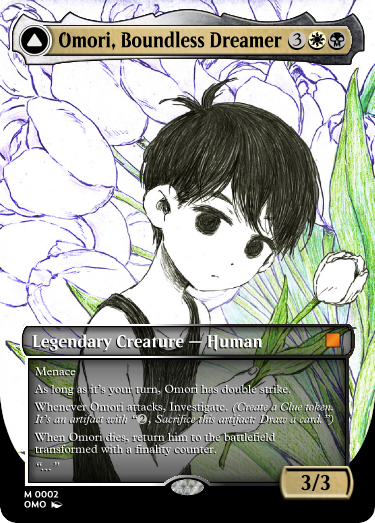 Omori, Boundless Dreamer 3
Legendary Creature — Human
Menace
As long as it's your turn, Omori has double strike.
Whenever Omori attacks, Investigate. (Create a Clue token.
It's an artifact with “2, Sacrifice this artifact: Draw a card.”)
When Omori dies, return him to the battlefield
transformed with a finality counter.
“...”
3/3
M 0002
OMO